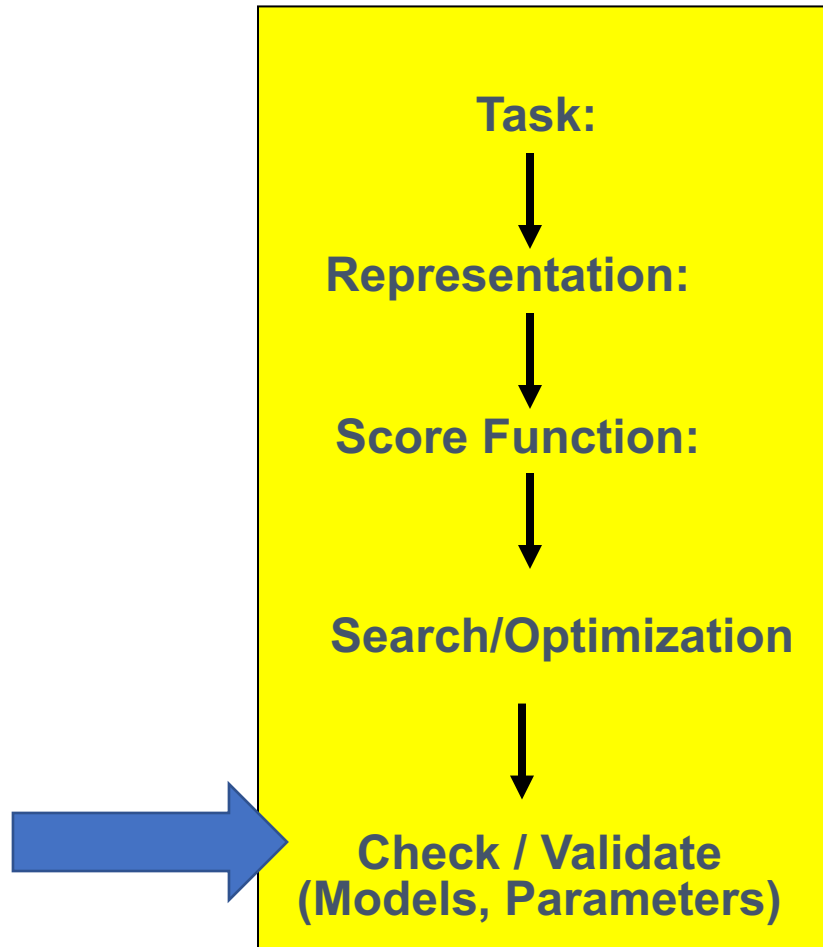 Task:
Representation:
Score Function:
Search/Optimization
Check / Validate
(Models, Parameters)